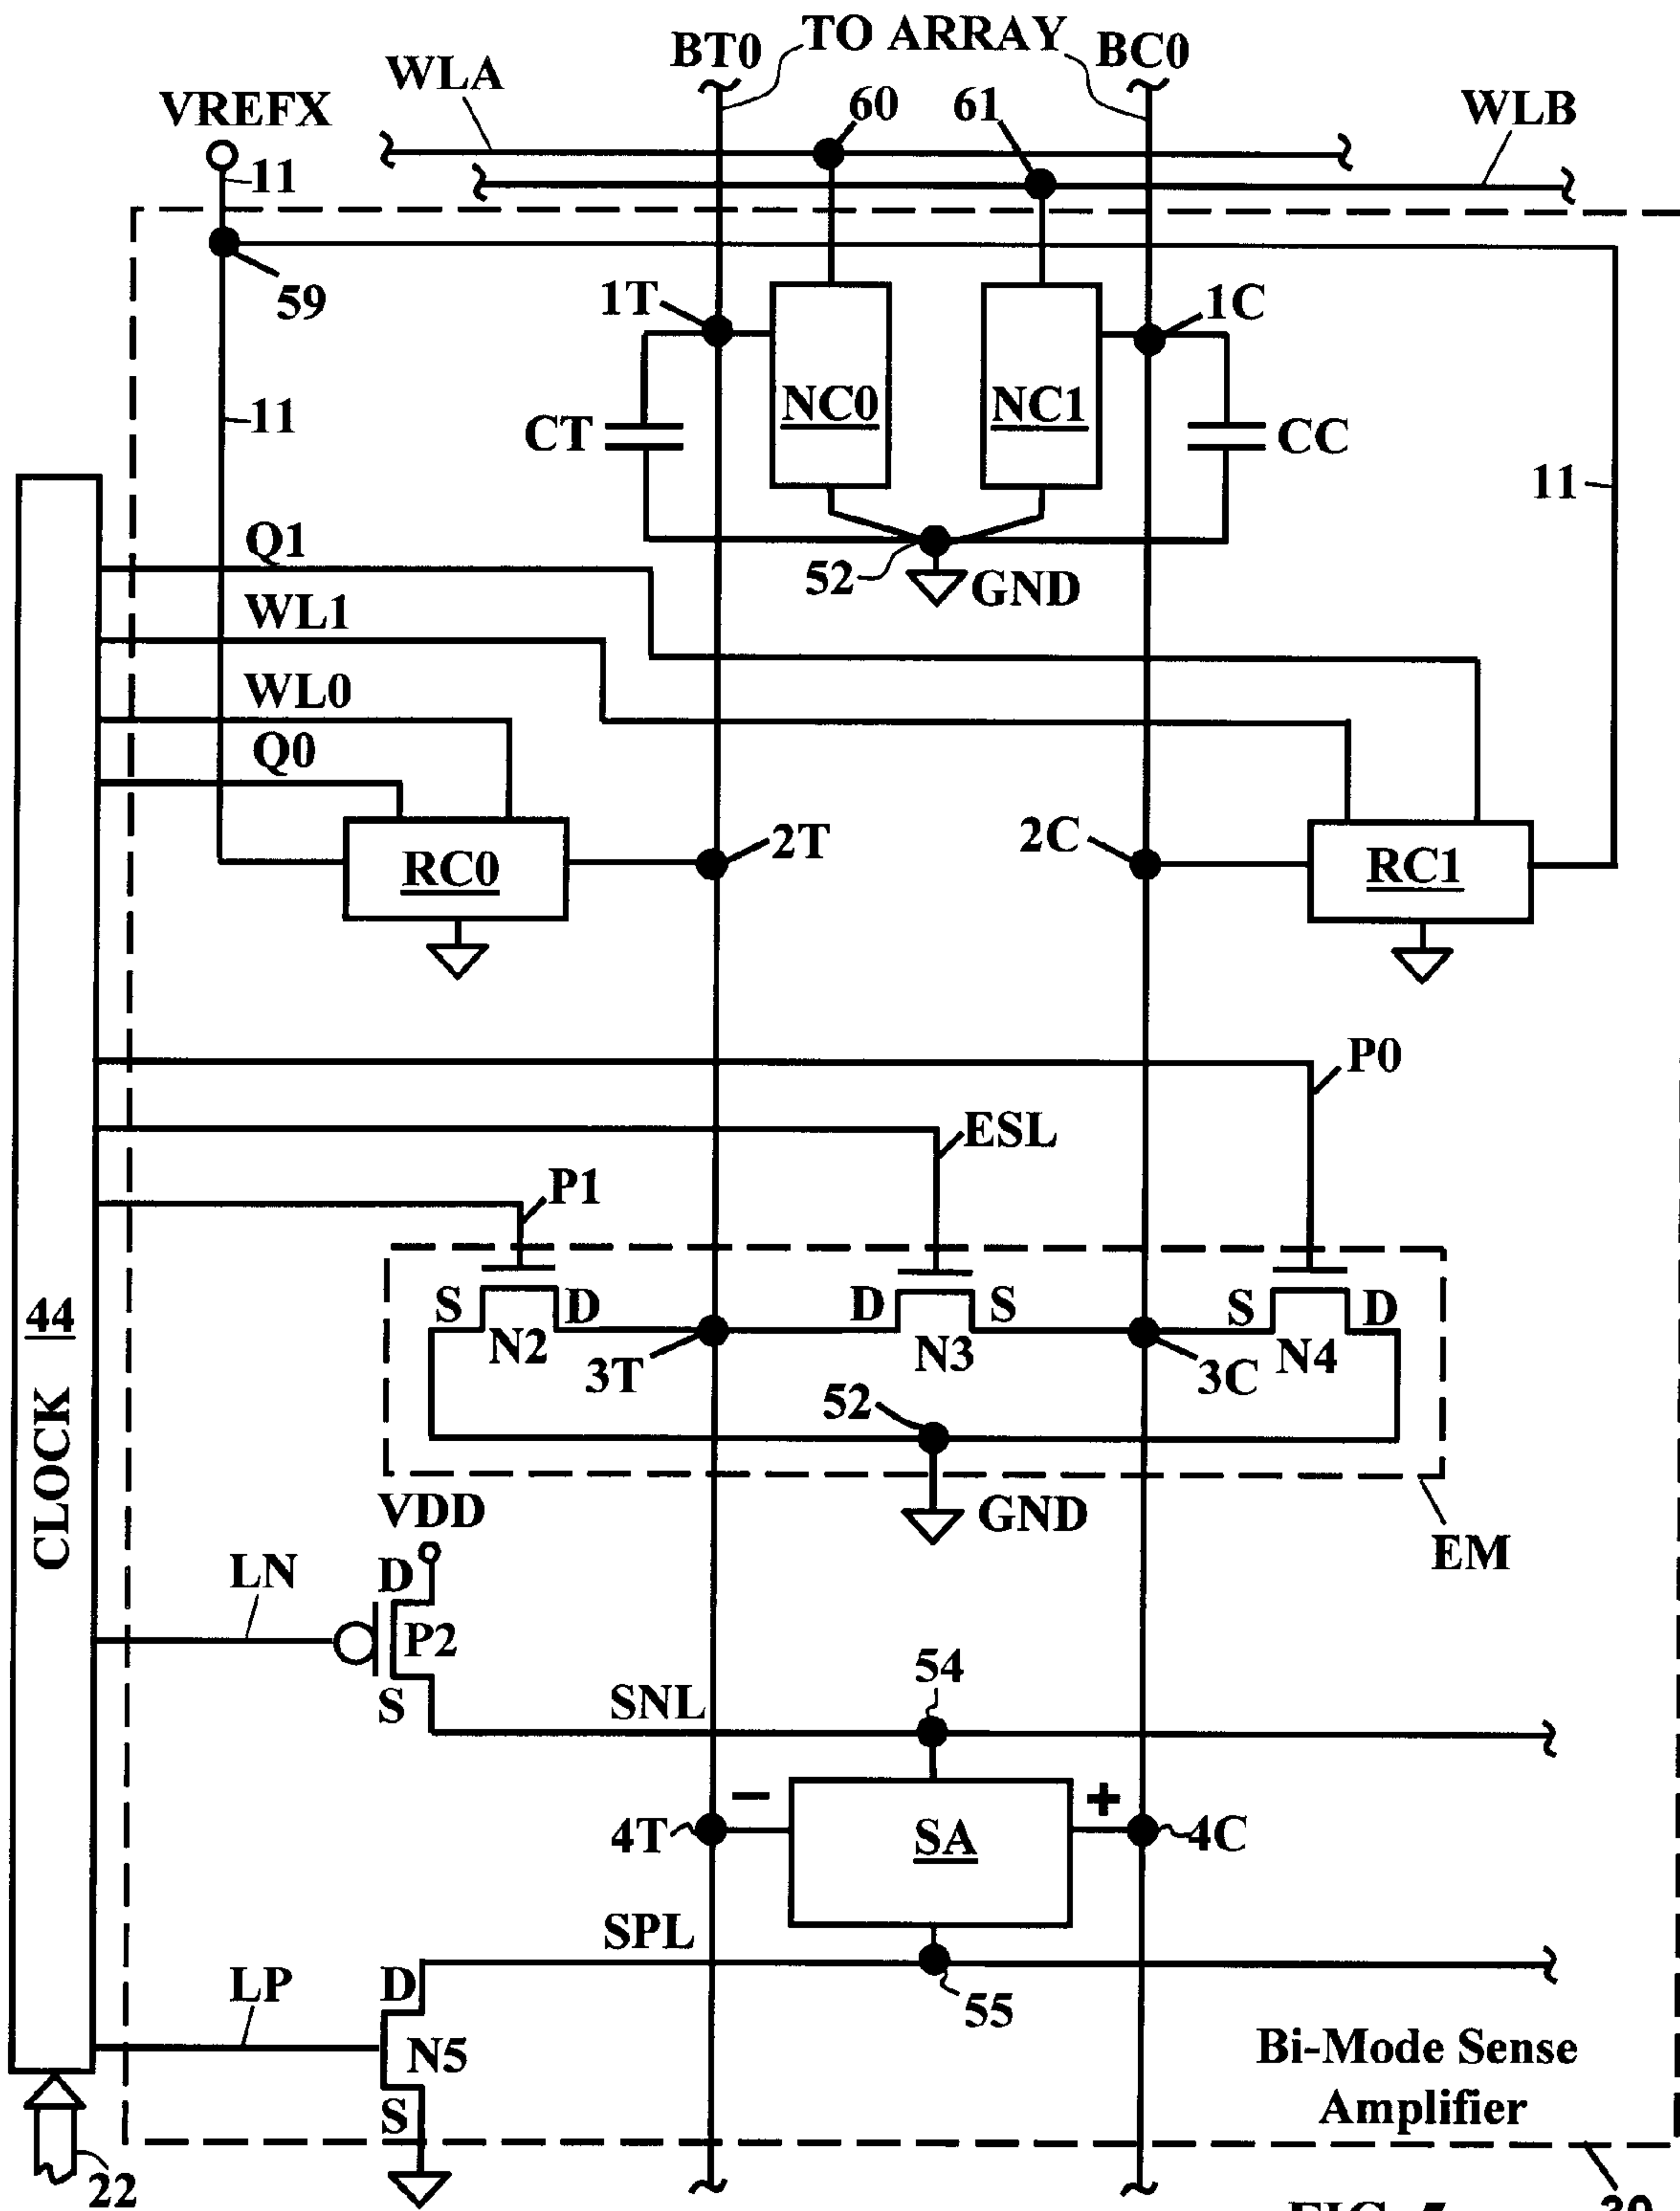 BT0
TO ARRAY
BC0
WLA
60
61
WLB
VREFX
11
59
1T
1C
NC0
NC1
CT
CC
11
11
52
GND
Q1
WL1
WL0
Q0
RC0
2T
2C
RC1
P0
ESL
P1
S
D
D
S
S
D
N2
N3
N4
3T
3C
52
GND
EM
44
CLOCK
VDD
D
LN
P2
S
SNL
54
4T
−
SA
+
4C
SPL
55
LP
D
N5
S
Bi-Mode Sense
Amplifier
22